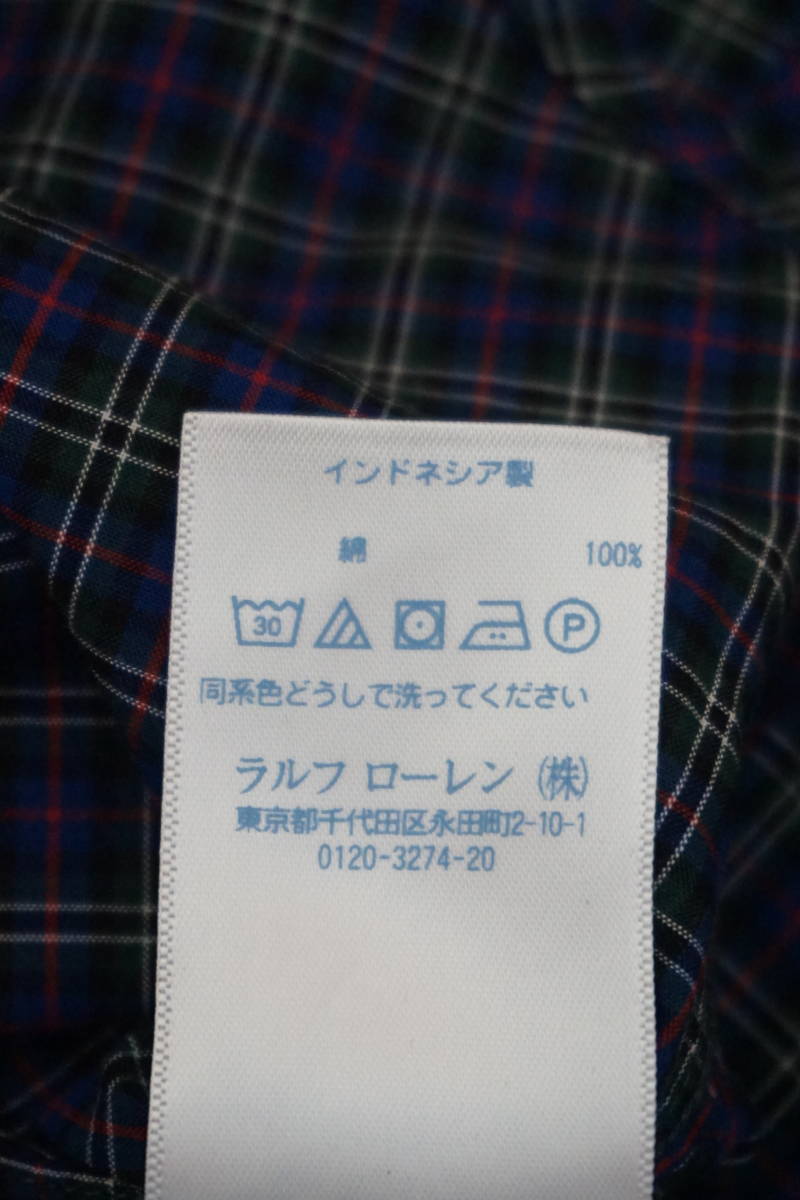 インドネシア製
綿 100%
30 P
同系色どうしで洗ってください
ラルフ ローレン (株)
東京都千代田区永田町2-10-1
0120-3274-20